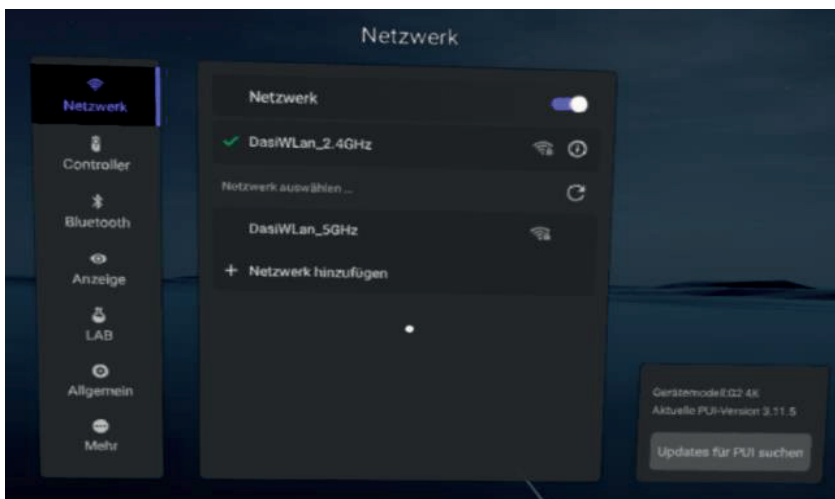 Netzwerk
Netzwerk
Controller
Bluetooth
Anzeige
LAB
Allgemein
Mehr
Netzwerk
DasiWLan_2.4GHz
Netzwerk auswählen ...
DasiWLan_5GHz
+ Netzwerk hinzufügen
Gerätemodell:G2 4K
Aktuelle PUI-Version 3.11.5
Updates für PUI suchen